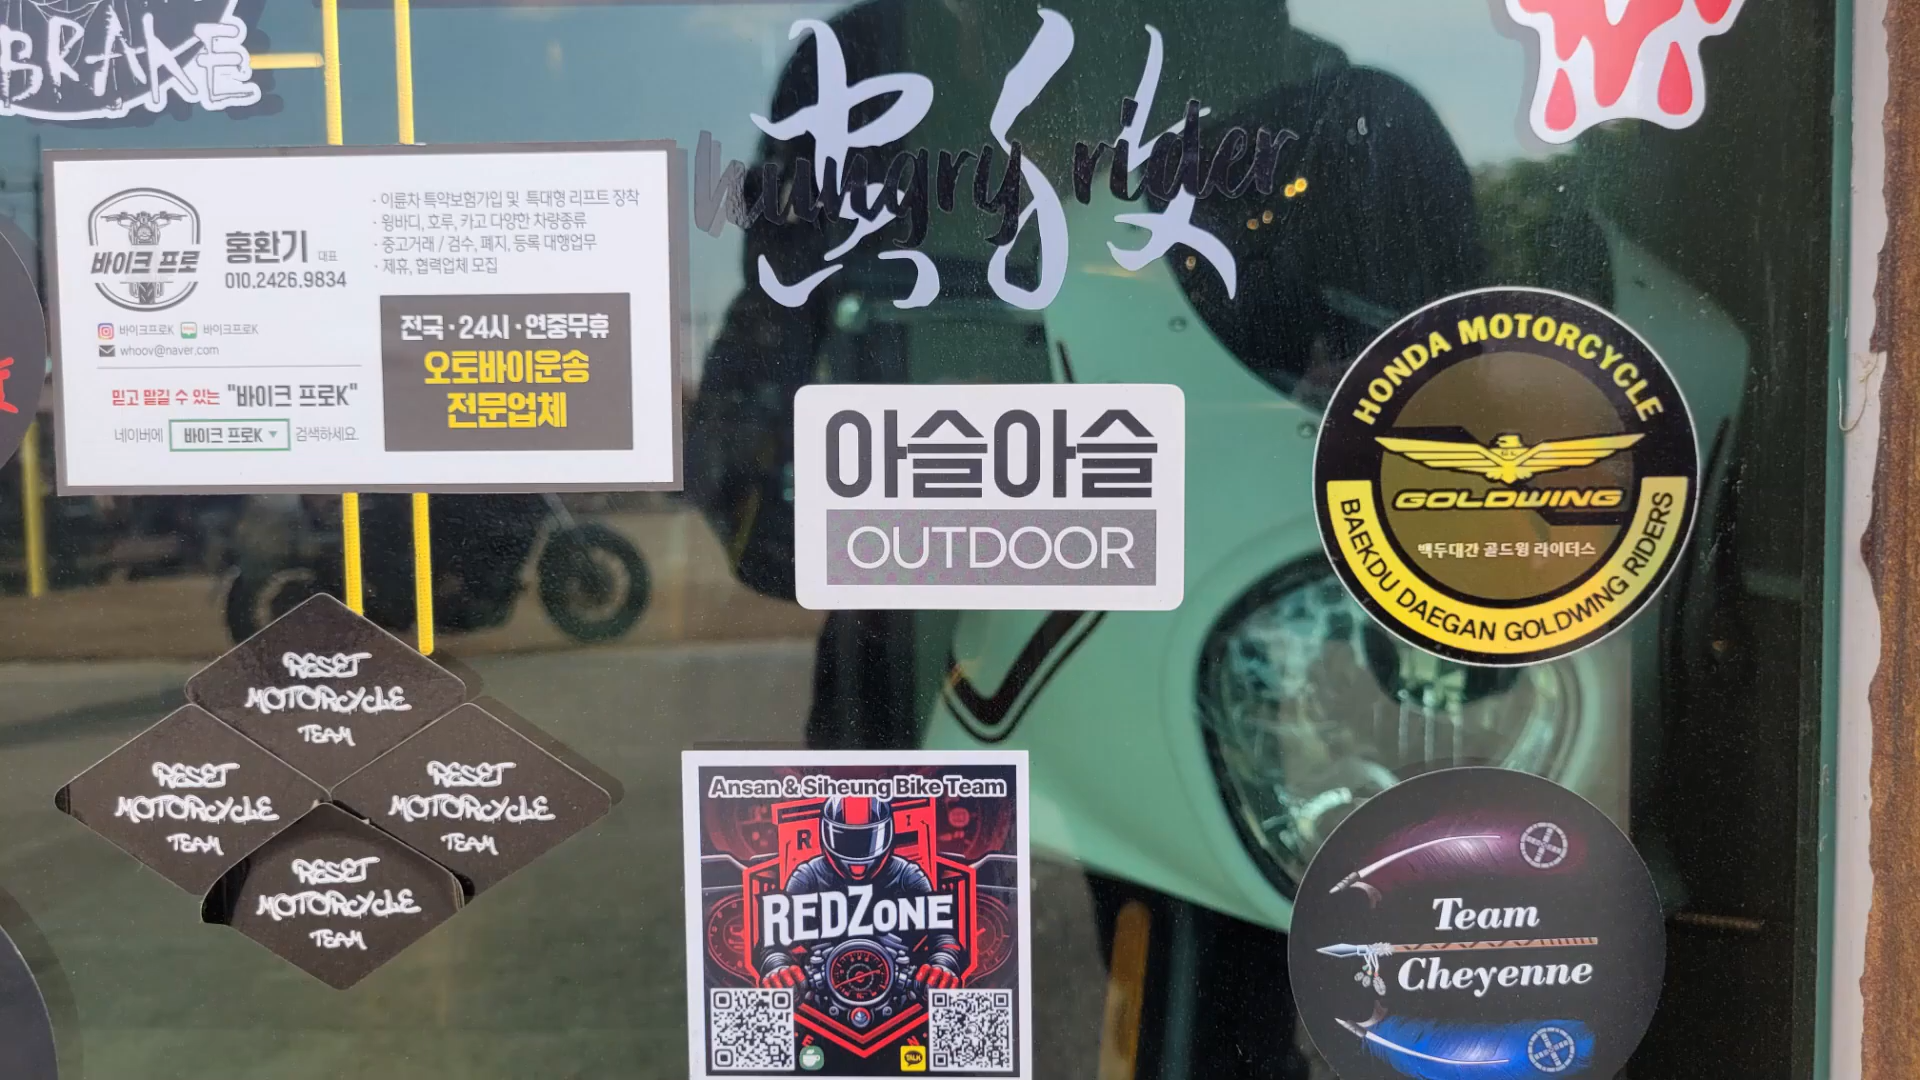 BRAKE
hungry rider
바이크 프로
홍환기 대표
010.2426.9834
바이크프로K 바이크프로K
whoov@naver.com
믿고 맡길 수 있는 "바이크 프로K"
네이버에 바이크 프로K 검색하세요.
· 이륜차 특약보험가입 및 특대형 리프트 장착
· 윙바디, 호루, 카고 다양한 차량종류
· 중고거래 / 검수, 폐지, 등록 대행업무
· 제휴, 협력업체 모집
전국·24시·연중무휴
오토바이운송
전문업체
아슬아슬
OUTDOOR
HONDA MOTORCYCLE
GOLDWING
백두대간 골드윙 라이더스
BAEKDU DAEGAN GOLDWING RIDERS
RESET
MOTORCYCLE
TEAM
RESET
MOTORCYCLE
TEAM
RESET
MOTORCYCLE
TEAM
RESET
MOTORCYCLE
TEAM
Ansan & Siheung Bike Team
R I
REDZONE
TALK
Team
Cheyenne